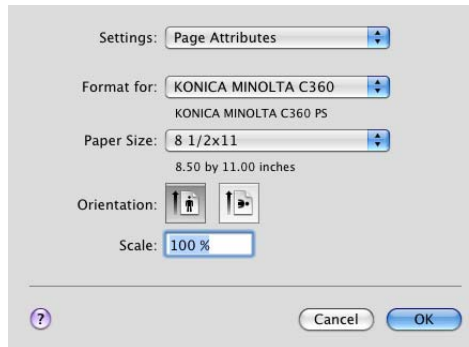 Settings: Page Attributes
Format for: KONICA MINOLTA C360
KONICA MINOLTA C360 PS
Paper Size: 8 1/2x11
8.50 by 11.00 inches
Orientation:
Scale: 100 %
? Cancel OK